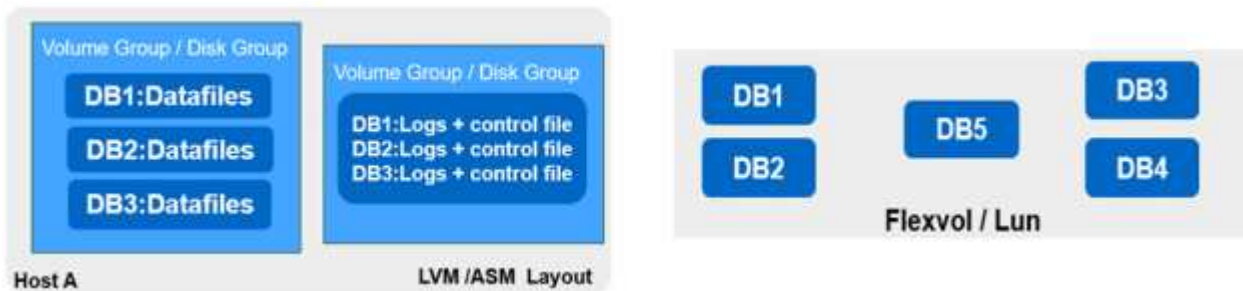 Volume Group / Disk Group
DB1:Datafiles
DB2:Datafiles
DB3:Datafiles
Volume Group / Disk Group
DB1:Logs + control file
DB2:Logs + control file
DB3:Logs + control file
Host A
LVM /ASM Layout
DB1
DB2
DB5
DB3
DB4
Flexvol / Lun